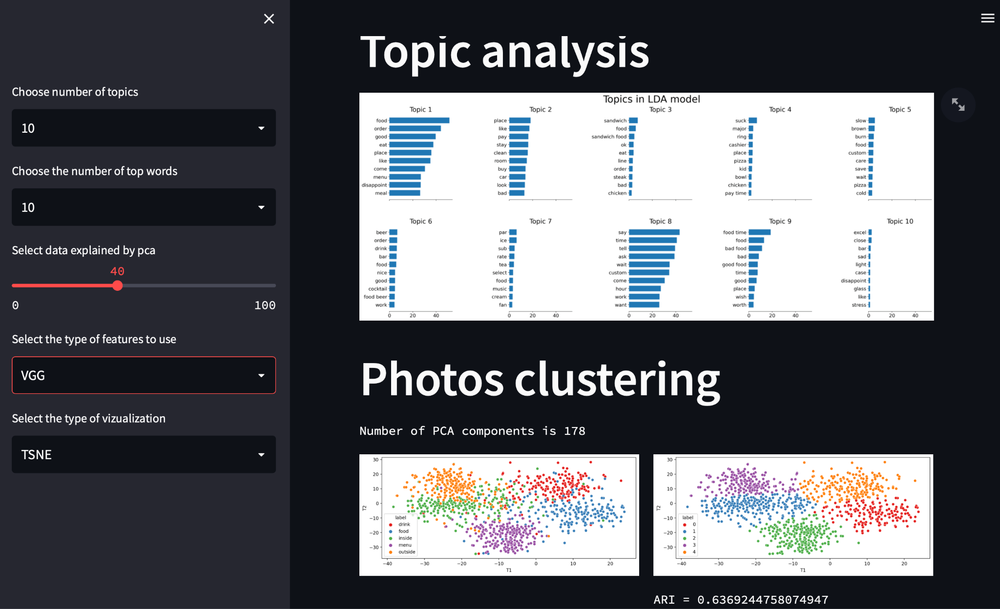 Choose number of topics
10
Choose the number of top words
10
Select data explained by pca
40
0 100
Select the type of features to use
VGG
Select the type of vizualization
TSNE
Topic analysis
Topics in LDA model
Topic 1
food
order
good
eat
place
like
come
menu
disappoint
meal
Topic 2
place
like
pay
stay
clean
room
buy
car
look
bad
Topic 3
sandwich
food
sandwich food
ok
eat
line
order
steak
bad
chicken
Topic 4
suck
major
ring
cashier
place
pizza
kid
bowl
chicken
pay time
Topic 5
slow
brown
burn
food
custom
care
save
wait
pizza
cold
Topic 6
beer
order
drink
bar
food
nice
good
cocktail
food beer
work
0 20 40
Topic 7
par
ice
sub
rate
tea
select
food
music
cream
fan
0 20 40
Topic 8
say
time
tell
ask
wait
custom
come
hour
work
want
0 20 40
Topic 9
food time
food
bad food
bad
good food
time
good
place
wish
worth
0 20 40
Topic 10
excel
close
bar
sad
light
case
disappoint
glass
like
stress
0 20 40
Photos clustering
Number of PCA components is 178
30
20
10
0
−10
−20
−30
T2
label
drink
food
inside
menu
outside
−40 −30 −20 −10 0 10 20
T1
30
20
10
0
−10
−20
−30
T2
label
0
1
2
3
4
−40 −30 −20 −10 0 10 20
T1
ARI = 0.6369244758074947